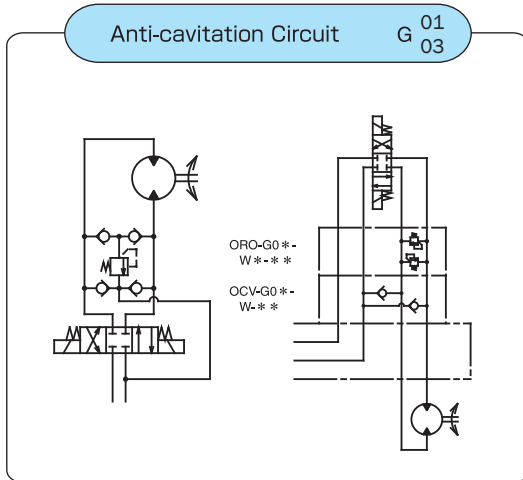 Anti-cavitation Circuit G 01
03
ORO-G0＊-
W＊-＊＊
OCV-G0＊-
W-＊＊